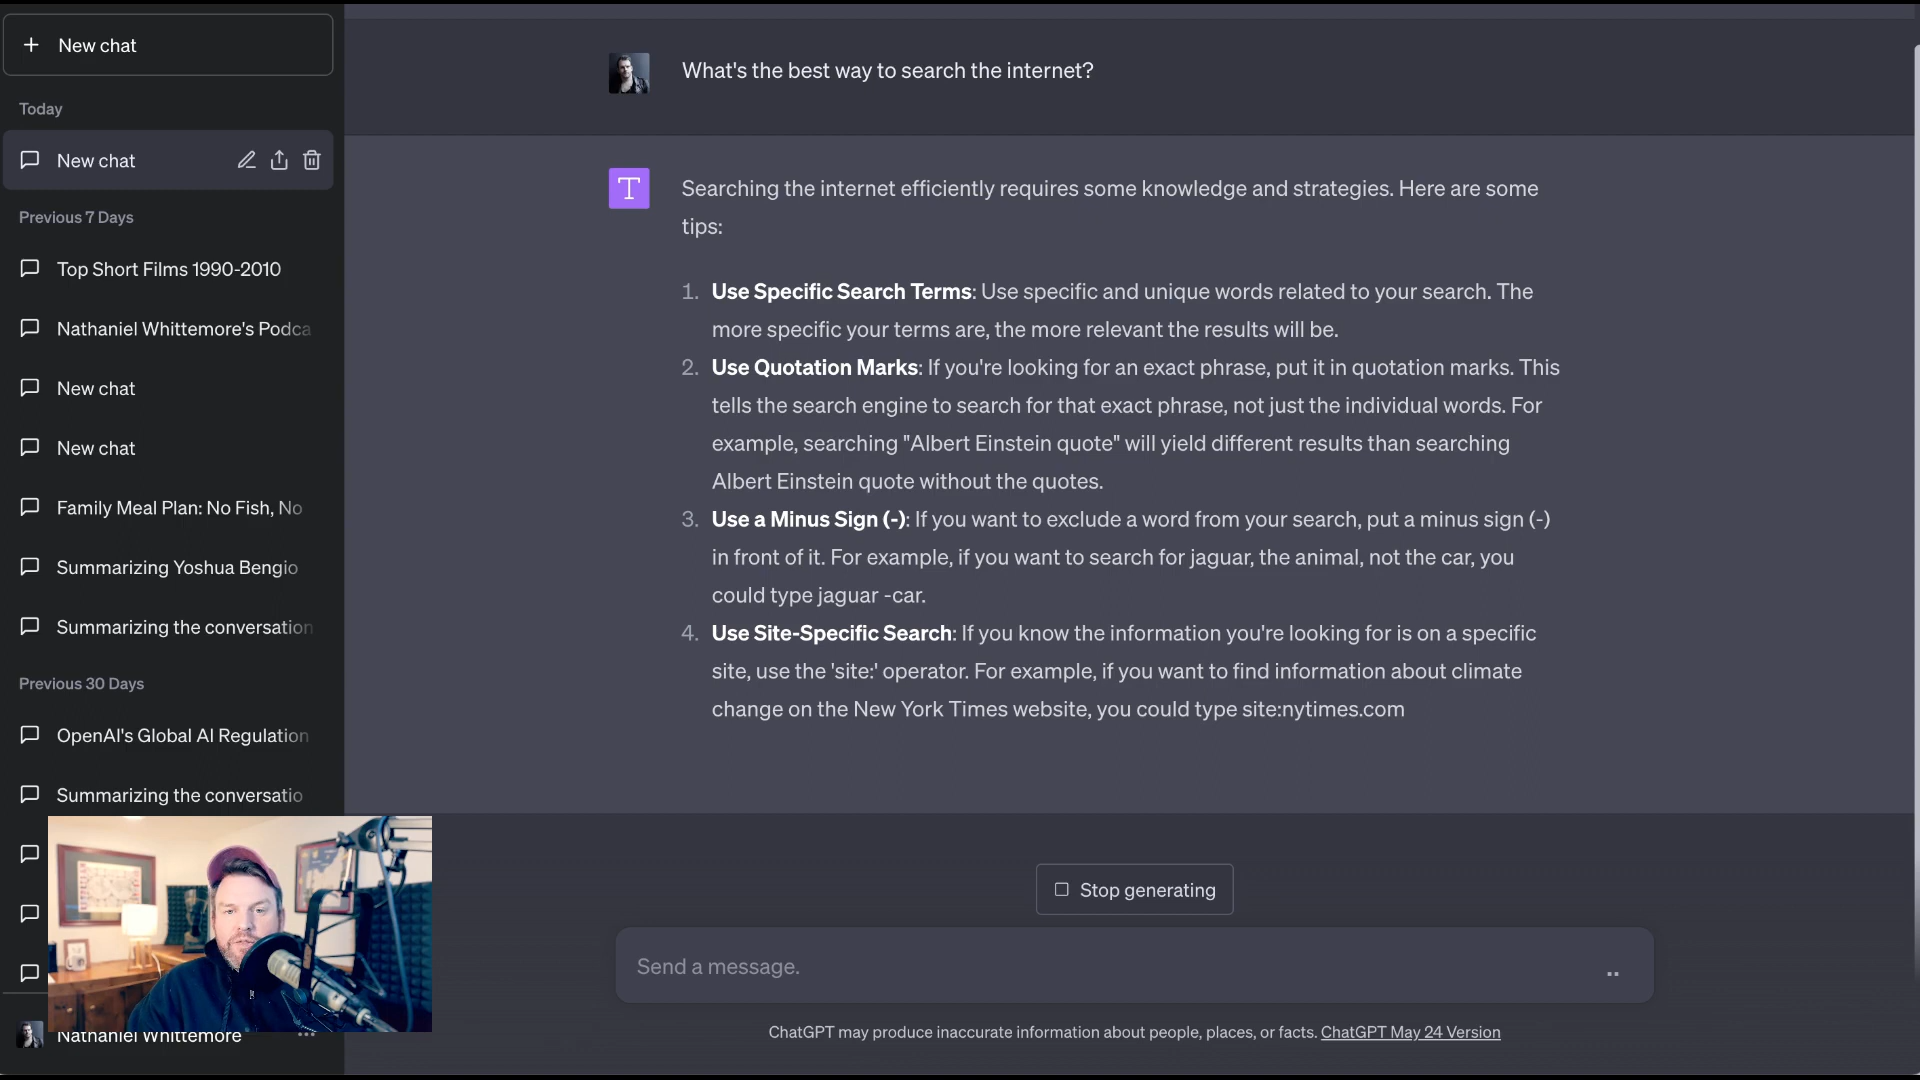 New chat
Today
New chat
Previous 7 Days
Top Short Films 1990-2010
Nathaniel Whittemore's Podca
New chat
New chat
Family Meal Plan: No Fish, No
Summarizing Yoshua Bengio
Summarizing the conversation
Previous 30 Days
OpenAI's Global AI Regulation
Summarizing the conversatio
Nathaniel Whittemore
What's the best way to search the internet?
T
Searching the internet efficiently requires some knowledge and strategies. Here are some
tips:
1. Use Specific Search Terms: Use specific and unique words related to your search. The
more specific your terms are, the more relevant the results will be.
2. Use Quotation Marks: If you're looking for an exact phrase, put it in quotation marks. This
tells the search engine to search for that exact phrase, not just the individual words. For
example, searching "Albert Einstein quote" will yield different results than searching
Albert Einstein quote without the quotes.
3. Use a Minus Sign (-): If you want to exclude a word from your search, put a minus sign (-)
in front of it. For example, if you want to search for jaguar, the animal, not the car, you
could type jaguar -car.
4. Use Site-Specific Search: If you know the information you're looking for is on a specific
site, use the 'site:' operator. For example, if you want to find information about climate
change on the New York Times website, you could type site:nytimes.com
Stop generating
Send a message.
ChatGPT may produce inaccurate information about people, places, or facts. ChatGPT May 24 Version